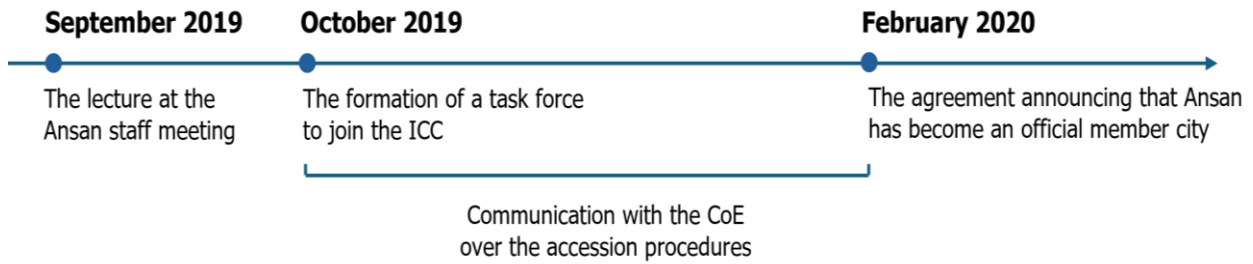 September 2019
October 2019
February 2020
The lecture at the
Ansan staff meeting
The formation of a task force
to join the ICC
The agreement announcing that Ansan
has become an official member city
Communication with the CoE
over the accession procedures